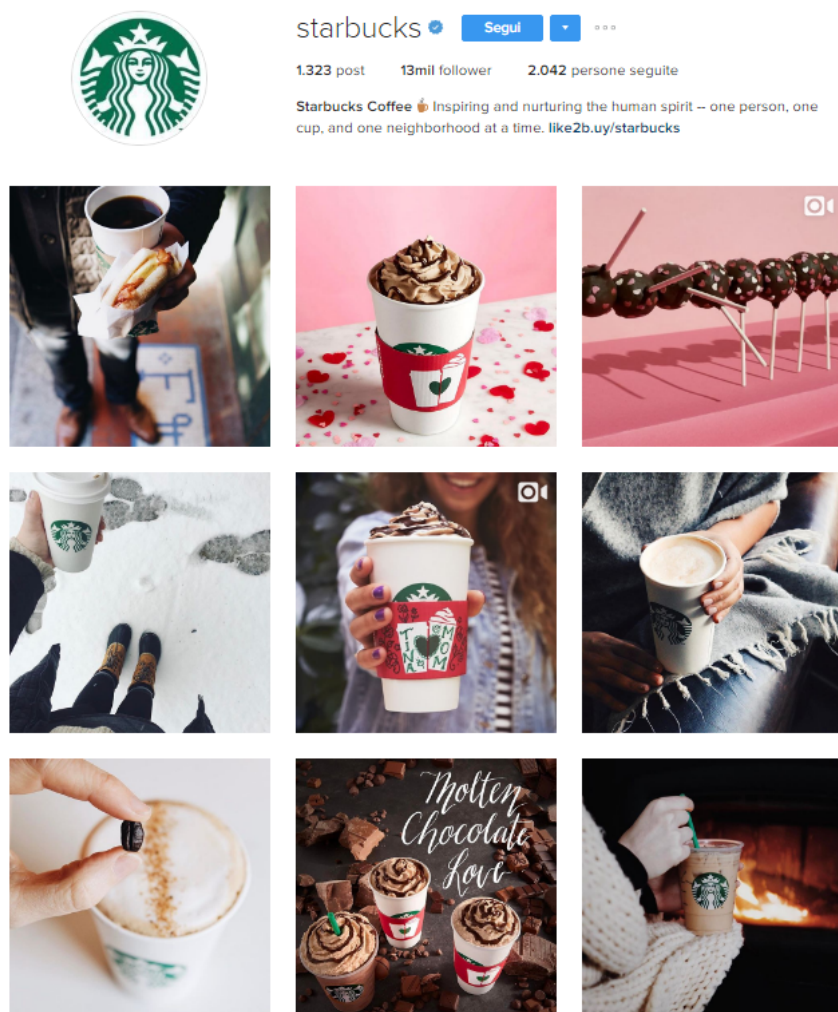 starbucks
Segui
1.323 post 13mil follower 2.042 persone seguite
Starbucks Coffee ☕ Inspiring and nurturing the human spirit -- one person, one
cup, and one neighborhood at a time. like2b.uy/starbucks
TINA
MOM
Molten
Chocolate
Love